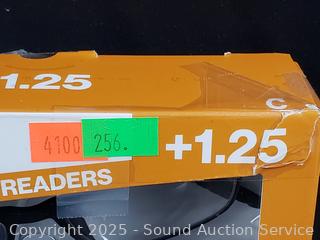 1.25
C
4100 256. +1.25
READERS
Copyright 2025 - Sound Auction Service